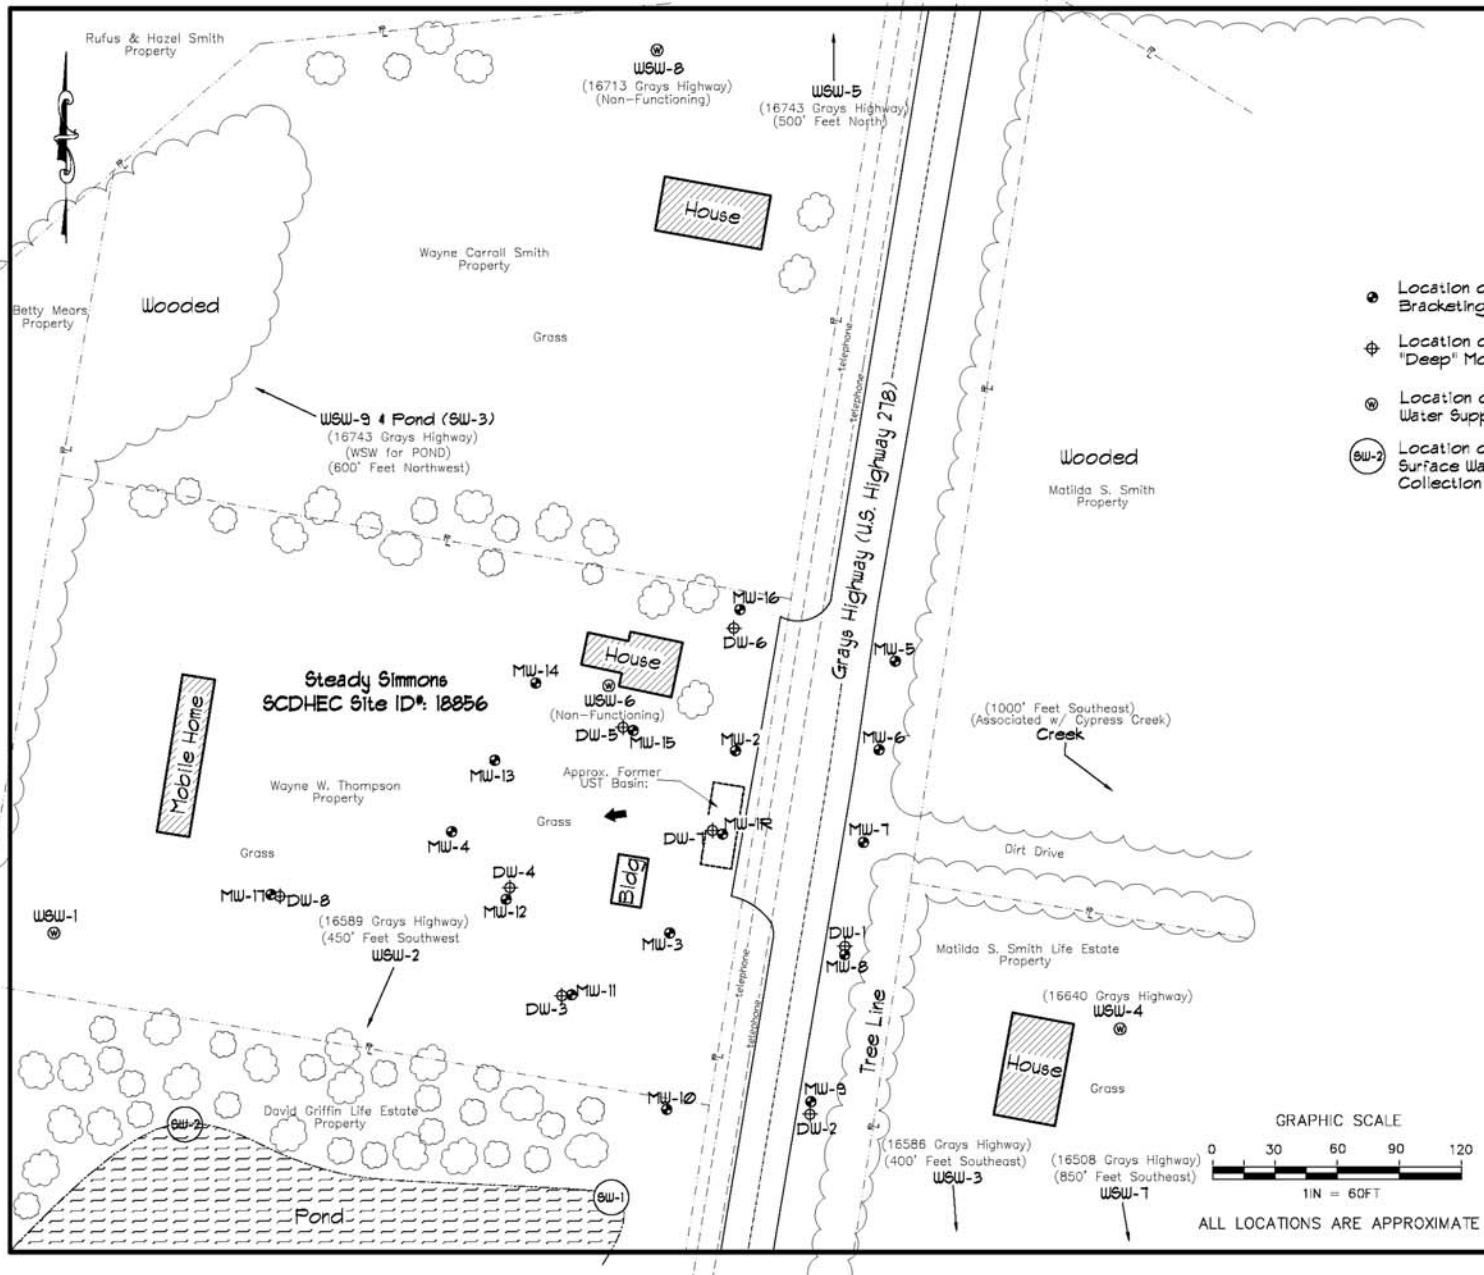 Rufus & Hazel Smith
Property
WSW-8
(16713 Grays Highway)
(Non-Functioning)
WSW-5
(16743 Grays Highway)
(500' Feet North)
House
Wayne Carroll Smith
Property
Betty Mears
Property
Wooded
Grass
WSW-9 & Pond (SW-3)
(16743 Grays Highway)
(WSW for POND)
(600' Feet Northwest)
telephone
telephone
Grays Highway (U.S. Highway 278)
Wooded
Matilda S. Smith
Property
Location o
Bracketing
Location o
"Deep" Mo
Location o
Water Supp
SW-2
Location o
Surface Wa
Collection
MW-16
DW-6
House
MW-5
MW-14
Steady Simmons
SCDHEC Site ID#: 18856
WSW-6
(Non-Functioning)
DW-5
MW-15
MW-2
MW-6
(1000' Feet Southeast)
(Associated w/ Cypress Creek)
Creek
Mobile Home
MW-13
Approx. Former
UST Basin:
Wayne W. Thompson
Property
Grass
DW-7
MW-1R
MW-7
Dirt Drive
MW-4
Grass
Bldg
DW-4
MW-12
MW-17
DW-8
(16589 Grays Highway)
(450' Feet Southwest
WSW-2
WSW-1
MW-3
DW-1
MW-8
Matilda S. Smith Life Estate
Property
telephone
telephone
MW-11
DW-3
Tree Line
(16640 Grays Highway)
WSW-4
House
Grass
MW-10
MW-9
DW-2
David Griffin Life Estate
Property
SW-2
SW-1
Pond
(16586 Grays Highway)
(400' Feet Southeast)
WSW-3
(16508 Grays Highway)
(850' Feet Southeast)
WSW-7
GRAPHIC SCALE
0 30 60 90 120
1IN = 60FT
ALL LOCATIONS ARE APPROXIMATE